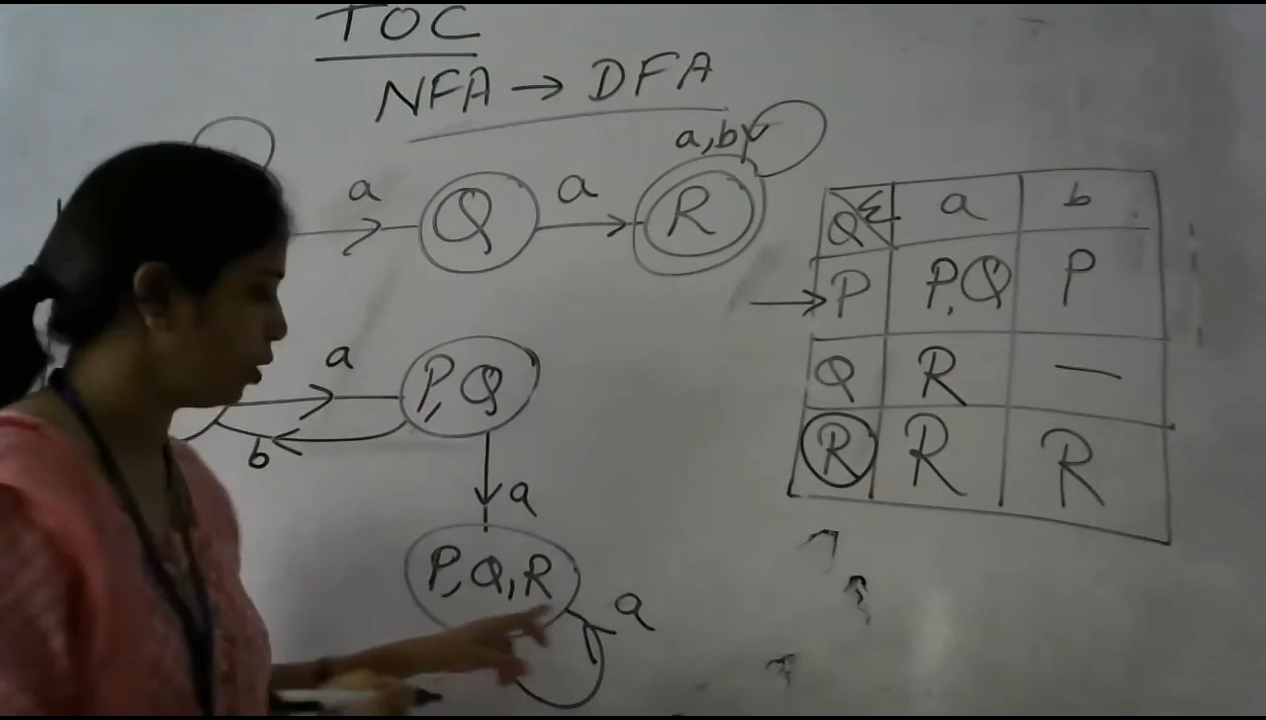 TOC
NFA → DFA
a,b
a Q a R
Q Σ a b
→ P P,Q P
Q R —
R R R
a P,Q
b
a
P,Q,R
a